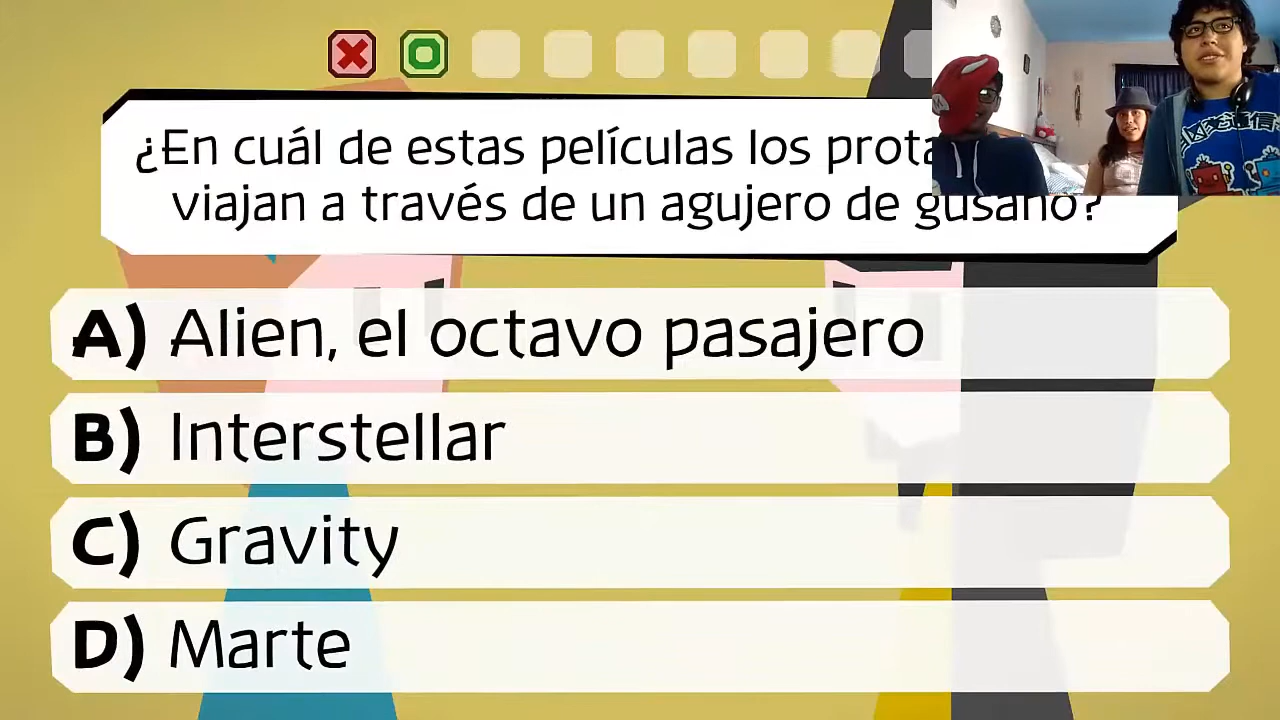 ¿En cuál de estas películas los
viajan a través de un agujero de gusano?
A) Alien, el octavo pasajero
B) Interstellar
C) Gravity
D) Marte